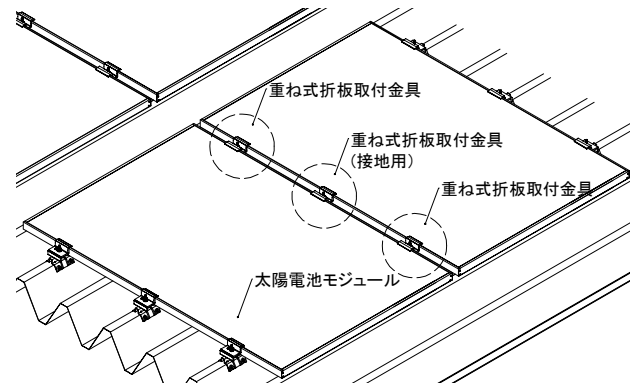 重ね式折板取付金具
重ね式折板取付金具
(接地用)
重ね式折板取付金具
太陽電池モジュール